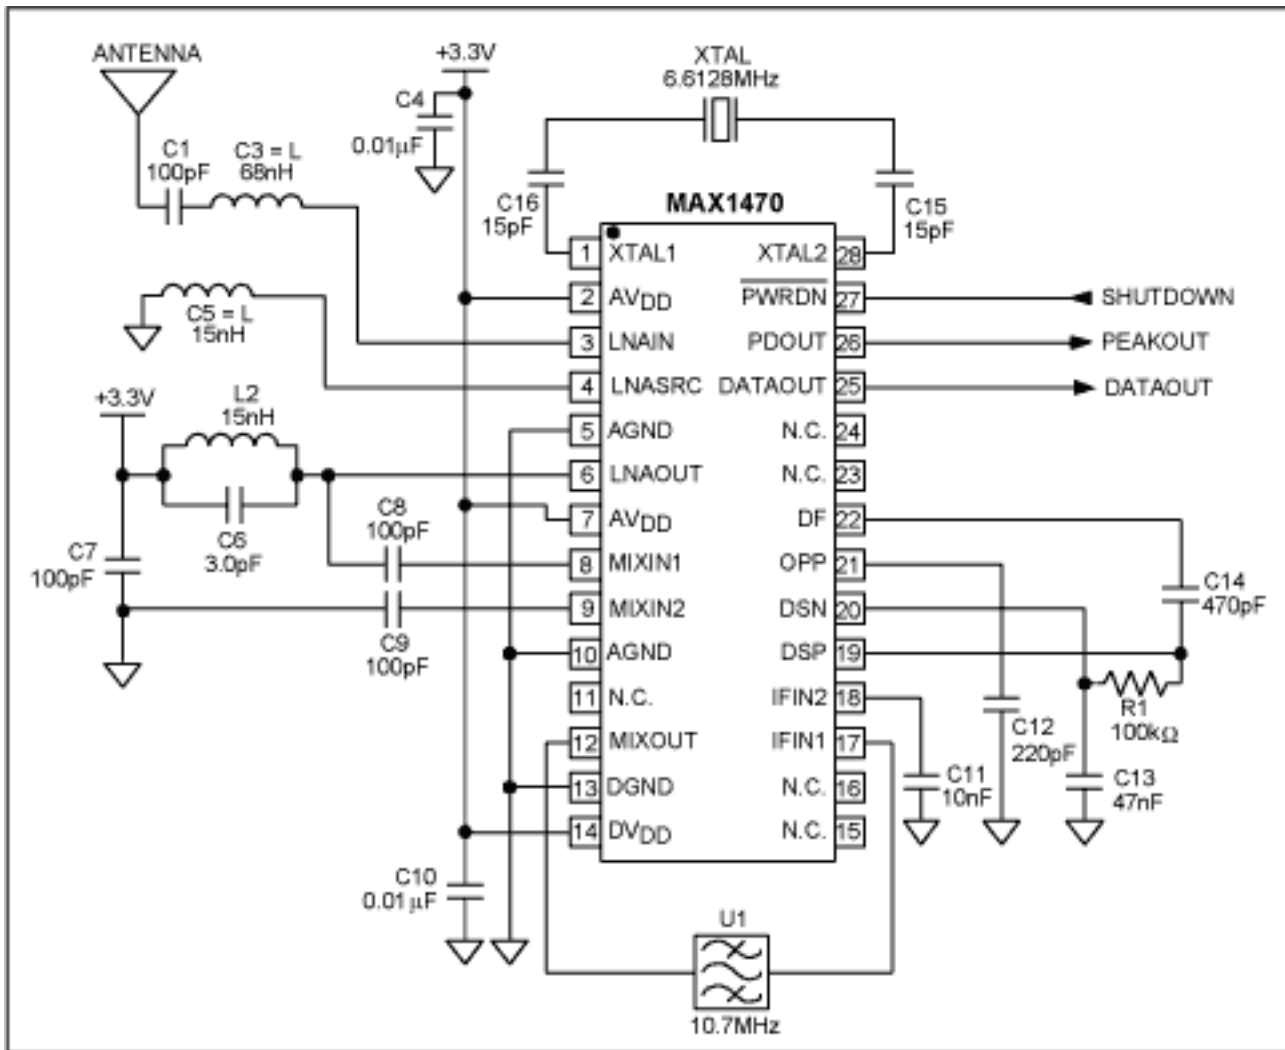 ANTENNA
+3.3V
XTAL
6.6128MHz
C4
0.01μF
C1
100pF
C3 = L
68nH
C16
15pF
MAX1470
C15
15pF
1 XTAL1
XTAL2 28
2 AVDD
PWRDN 27
SHUTDOWN
C5 = L
15nH
3 LNAIN
PDOUT 26
PEAKOUT
4 LNASRC
DATAOUT 25
DATAOUT
+3.3V
L2
15nH
5 AGND
N.C. 24
6 LNAOUT
N.C. 23
7 AVDD
DF 22
C8
100pF
C6
3.0pF
C7
100pF
8 MIXIN1
OPP 21
C14
470pF
9 MIXIN2
DSN 20
C9
100pF
10 AGND
DSP 19
11 N.C.
IFIN2 18
R1
100kΩ
12 MIXOUT
IFIN1 17
C12
220pF
13 DGND
N.C. 16
C11
10nF
C13
47nF
14 DVDD
N.C. 15
C10
0.01μF
U1
10.7MHz